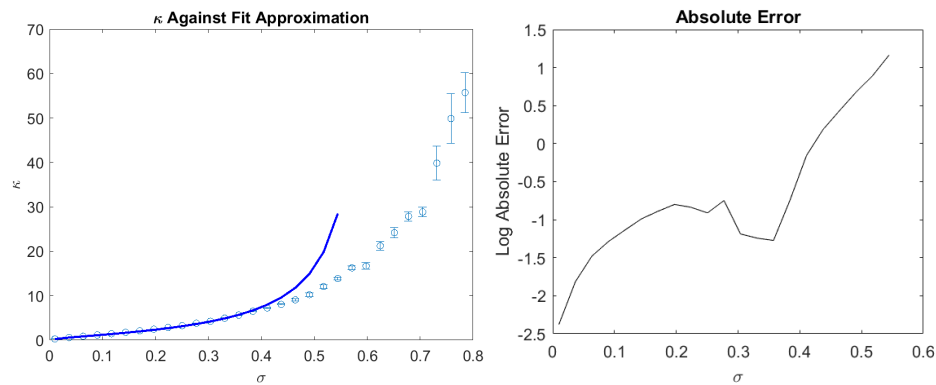 κ Against Fit Approximation
70
60
50
40
30
20
10
0
κ
0 0.1 0.2 0.3 0.4 0.5 0.6 0.7 0.8
σ
Absolute Error
1.5
1
0.5
0
-0.5
-1
-1.5
-2
-2.5
Log Absolute Error
0 0.1 0.2 0.3 0.4 0.5 0.6
σ